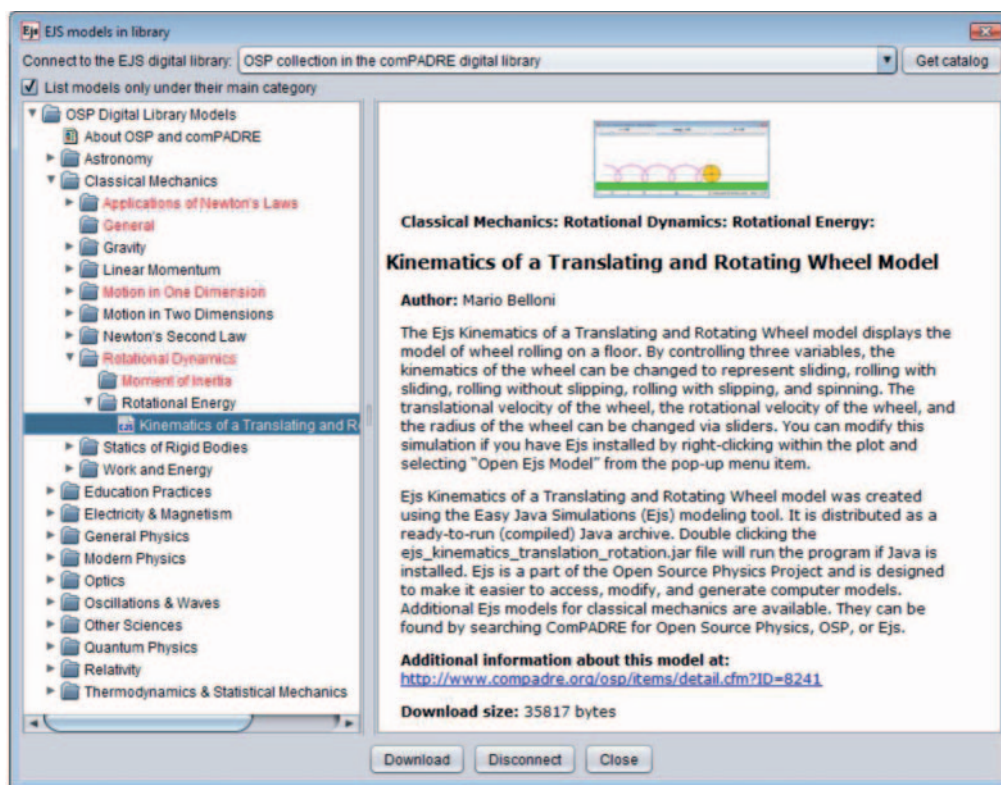 EJS models in library
Connect to the EJS digital library: OSP collection in the comPADRE digital library Get catalog
List models only under their main category
OSP Digital Library Models
About OSP and comPADRE
Astronomy
Classical Mechanics
Applications of Newton's Laws
General
Gravity
Linear Momentum
Motion in One Dimension
Motion in Two Dimensions
Newton's Second Law
Rotational Dynamics
Moment of Inertia
Rotational Energy
Kinematics of a Translating and R
Statics of Rigid Bodies
Work and Energy
Education Practices
Electricity & Magnetism
General Physics
Modern Physics
Optics
Oscillations & Waves
Other Sciences
Quantum Physics
Relativity
Thermodynamics & Statistical Mechanics
Classical Mechanics: Rotational Dynamics: Rotational Energy:
Kinematics of a Translating and Rotating Wheel Model
Author: Mario Belloni
The Ejs Kinematics of a Translating and Rotating Wheel model displays the
model of wheel rolling on a floor. By controlling three variables, the
kinematics of the wheel can be changed to represent sliding, rolling with
sliding, rolling without slipping, rolling with slipping, and spinning. The
translational velocity of the wheel, the rotational velocity of the wheel, and
the radius of the wheel can be changed via sliders. You can modify this
simulation if you have Ejs installed by right-clicking within the plot and
selecting "Open Ejs Model" from the pop-up menu item.
Ejs Kinematics of a Translating and Rotating Wheel model was created
using the Easy Java Simulations (Ejs) modeling tool. It is distributed as a
ready-to-run (compiled) Java archive. Double clicking the
ejs_kinematics_translation_rotation.jar file will run the program if Java is
installed. Ejs is a part of the Open Source Physics Project and is designed
to make it easier to access, modify, and generate computer models.
Additional Ejs models for classical mechanics are available. They can be
found by searching ComPADRE for Open Source Physics, OSP, or Ejs.
Additional information about this model at:
http://www.compadre.org/osp/items/detail.cfm?ID=8241
Download size: 35817 bytes
Download Disconnect Close